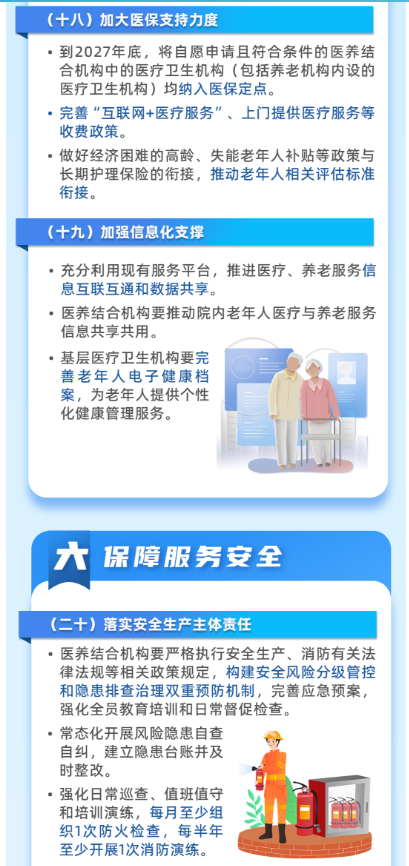 （十八）加大医保支持力度
• 到2027年底，将自愿申请且符合条件的医养结
合机构中的医疗卫生机构（包括养老机构内设的
医疗卫生机构）均纳入医保定点。
• 完善“互联网+医疗服务”、上门提供医疗服务等
收费政策。
• 做好经济困难的高龄、失能老年人补贴等政策与
长期护理保险的衔接，推动老年人相关评估标准
衔接。
（十九）加强信息化支撑
• 充分利用现有服务平台，推进医疗、养老服务信
息互联互通和数据共享。
• 医养结合机构要推动院内老年人医疗与养老服务
信息共享共用。
• 基层医疗卫生机构要完
善老年人电子健康档
案，为老年人提供个性
化健康管理服务。
六 保障服务安全
（二十）落实安全生产主体责任
• 医养结合机构要严格执行安全生产、消防有关法
律法规等相关政策规定，构建安全风险分级管控
和隐患排查治理双重预防机制，完善应急预案，
强化全员教育培训和日常督促检查。
• 常态化开展风险隐患自查
自纠，建立隐患台账并及
时整改。
• 强化日常巡查、值班值守
和培训演练，每月至少组
织1次防火检查，每半年
至少开展1次消防演练。